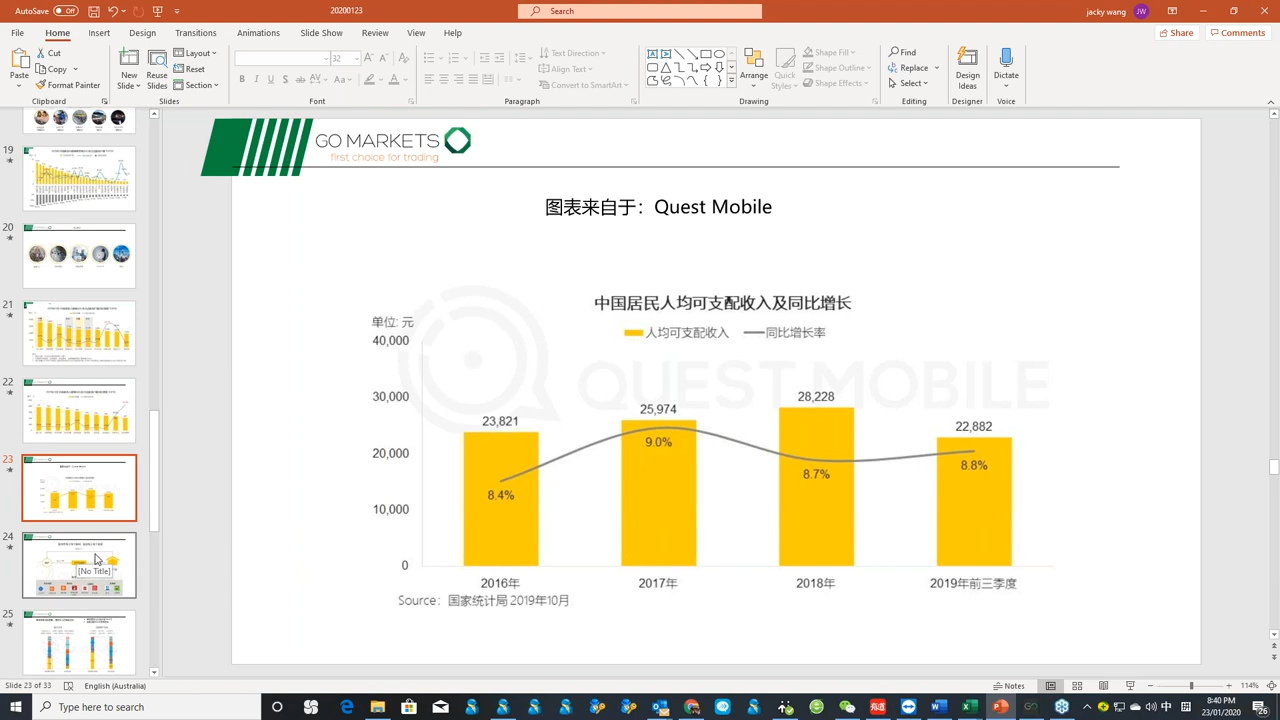 AutoSave Off
20200123
Search
jacky wang
JW
File
Home
Insert
Design
Transitions
Animations
Slide Show
Review
View
Help
Share
Comments
Paste
Cut
Copy
Format Painter
New Slide
Reuse Slides
Layout
Reset
Section
32
Text Direction
Align Text
Convert to SmartArt
Arrange
Quick Styles
Shape Fill
Shape Outline
Shape Effects
Find
Replace
Select
Design Ideas
Dictate
Clipboard
Slides
Font
Paragraph
Drawing
Editing
Designer
Voice
19
20
21
22
23
24
[No Title]
25
GO MARKETS
first choice for trading
图表来自于：Quest Mobile
QUEST MOBILE
中国居民人均可支配收入及同比增长
单位: 元
人均可支配收入 同比增长率
40,000
30,000
20,000
10,000
0
23,821
25,974
28,228
22,882
8.4%
9.0%
8.7%
8.8%
2016年 2017年 2018年 2019年前三季度
Source：国家统计局 2019年10月
Slide 23 of 33
English (Australia)
Notes
114%
Type here to search
中
8:40 PM
23/01/2020